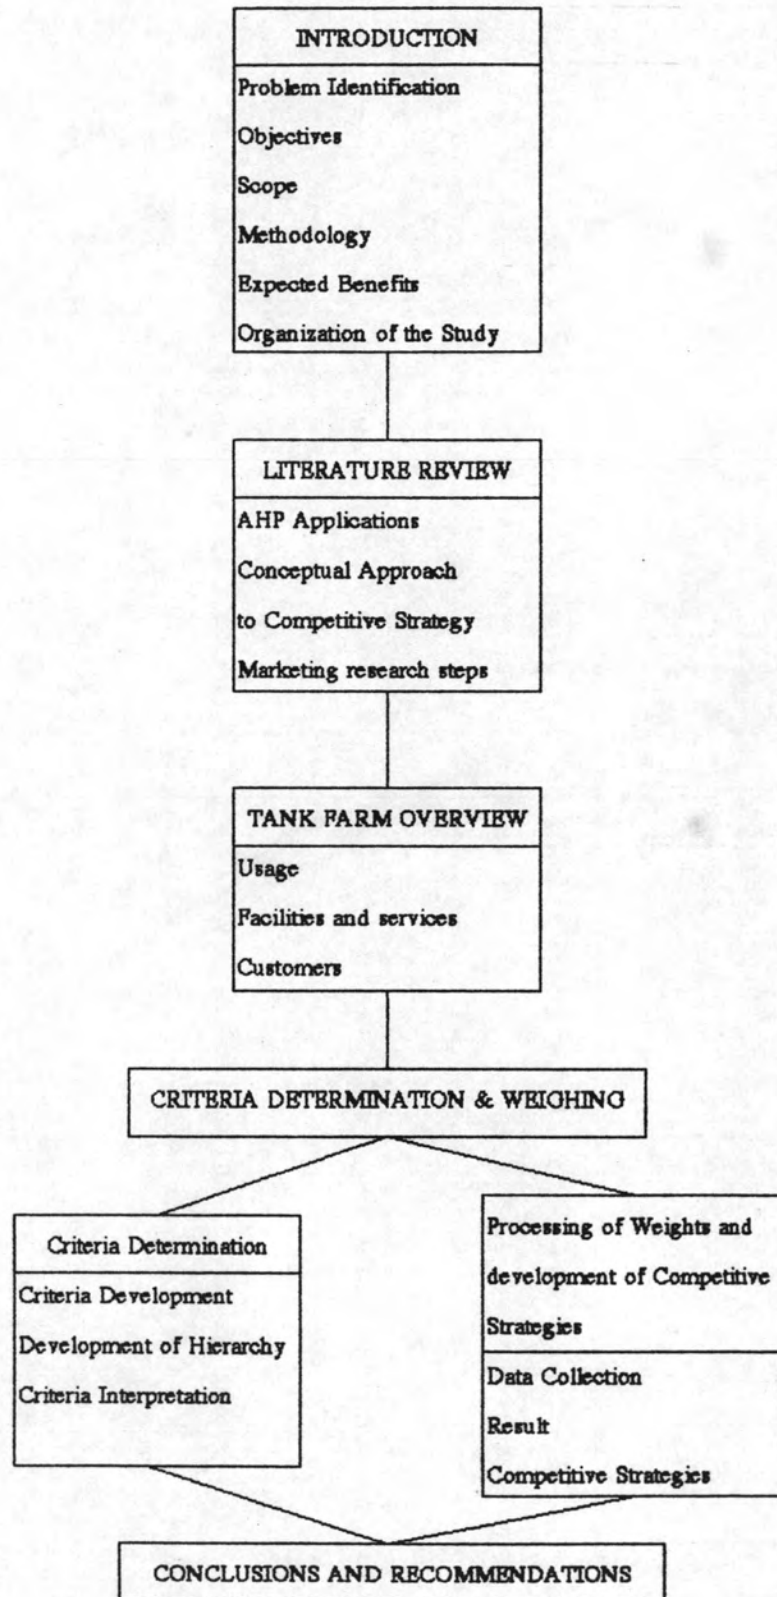 INTRODUCTION
Problem Identification
Objectives
Scope
Methodology
Expected Benefits
Organization of the Study
LITERATURE REVIEW
AHP Applications
Conceptual Approach
to Competitive Strategy
Marketing research steps
TANK FARM OVERVIEW
Usage
Facilities and services
Customers
CRITERIA DETERMINATION & WEIGHING
Criteria Determination
Criteria Development
Development of Hierarchy
Criteria Interpretation
Processing of Weights and
development of Competitive
Strategies
Data Collection
Result
Competitive Strategies
CONCLUSIONS AND RECOMMENDATIONS